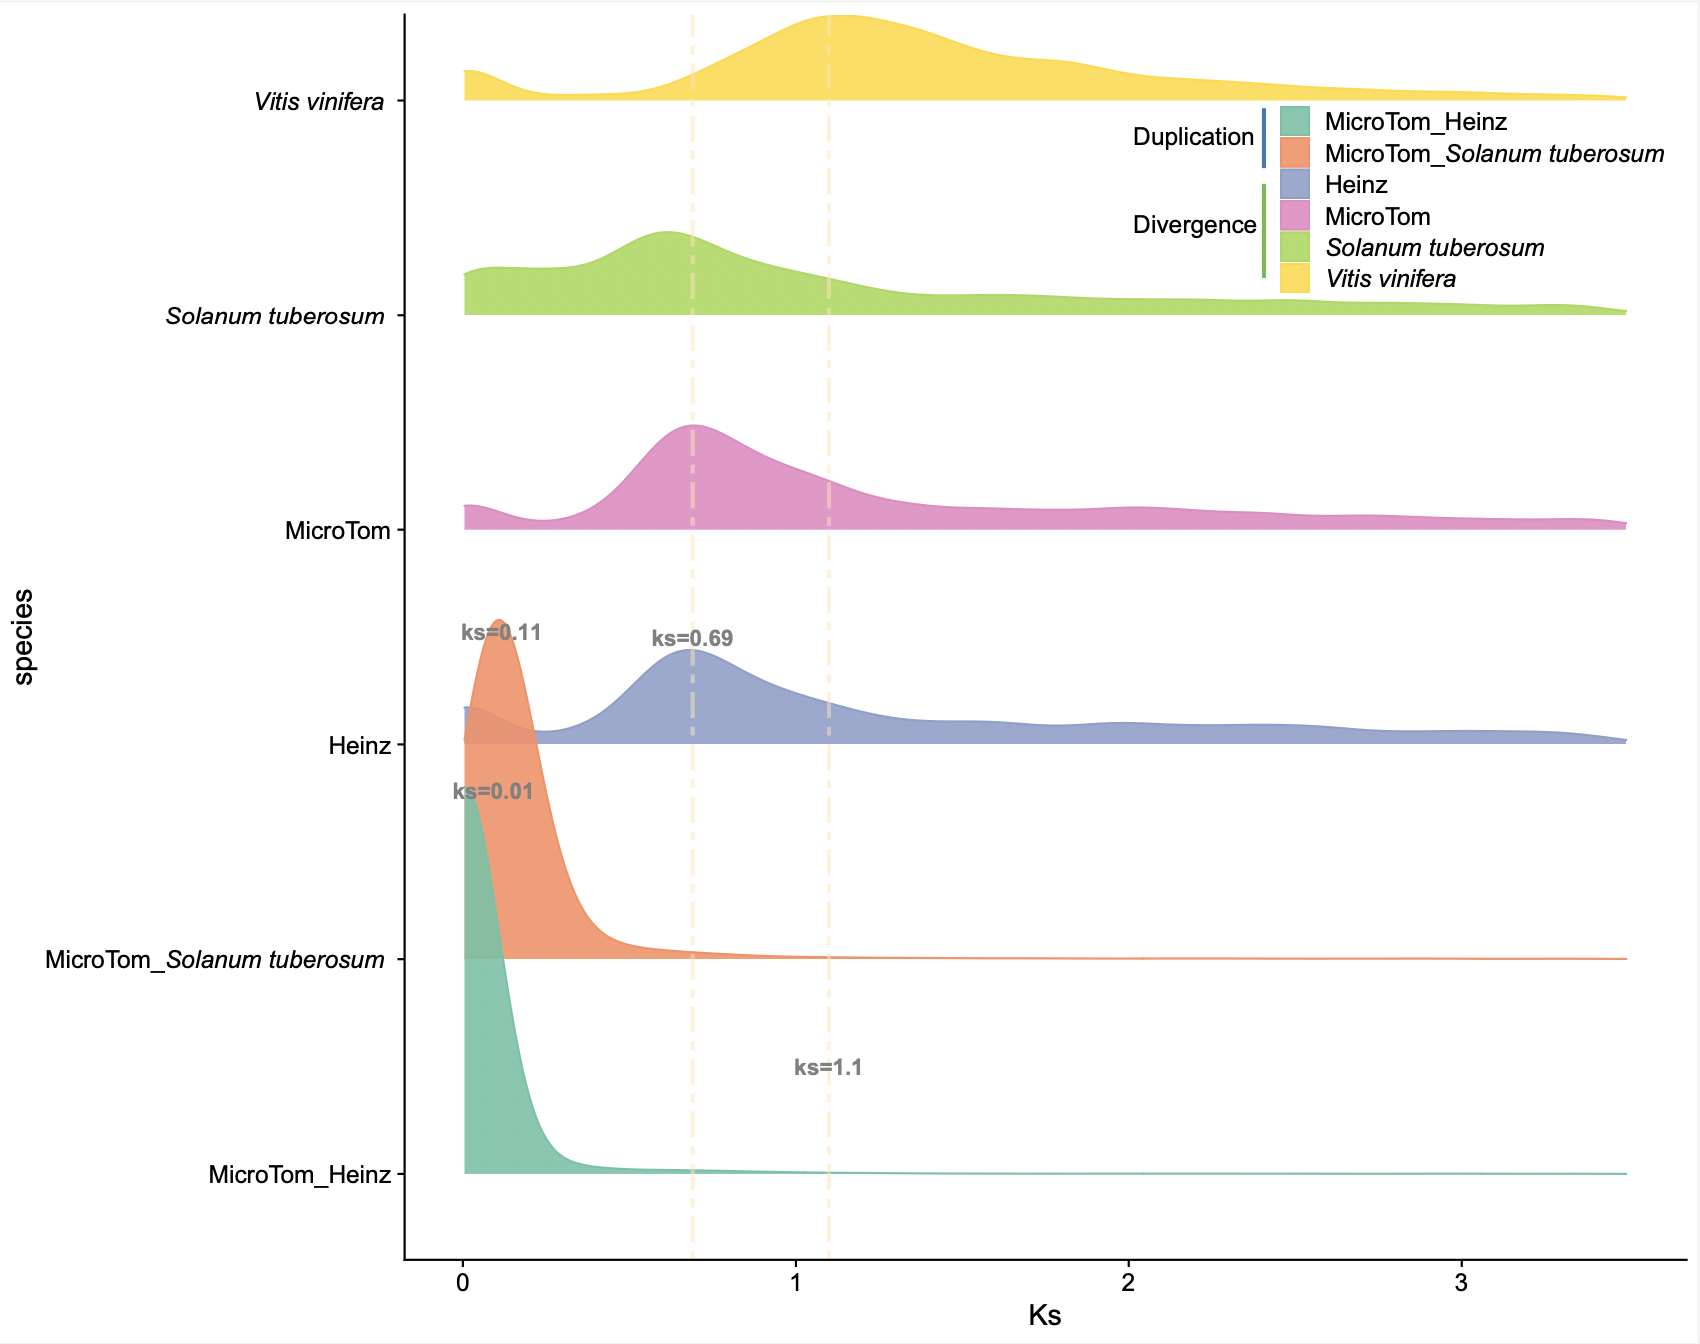 Vitis vinifera
Solanum tuberosum
MicroTom
Heinz
MicroTom_Solanum tuberosum
MicroTom_Heinz
species
Duplication
Divergence
MicroTom_Heinz
MicroTom_Solanum tuberosum
Heinz
MicroTom
Solanum tuberosum
Vitis vinifera
ks=0.11
ks=0.69
ks=0.01
ks=1.1
0 1 2 3
Ks